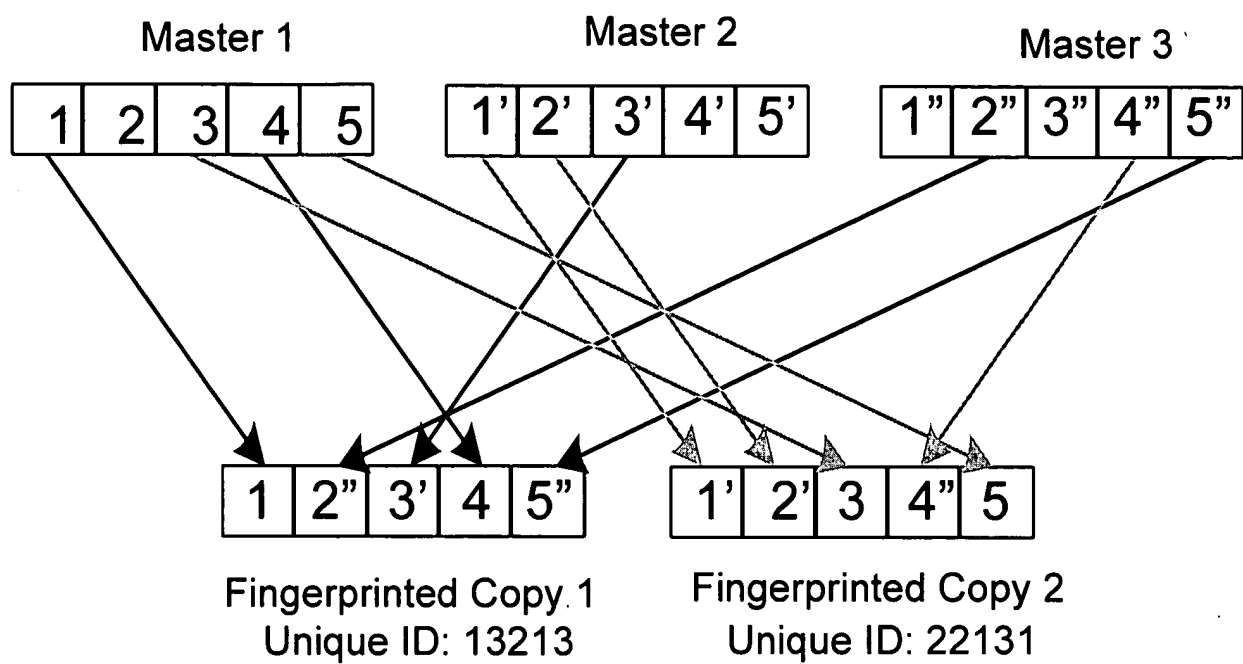 Master 1
Master 2
Master 3
1 2 3 4 5
1' 2' 3' 4' 5'
1” 2” 3” 4” 5”
1 2” 3' 4 5”
1' 2' 3 4” 5
Fingerprinted Copy 1
Unique ID: 13213
Fingerprinted Copy 2
Unique ID: 22131